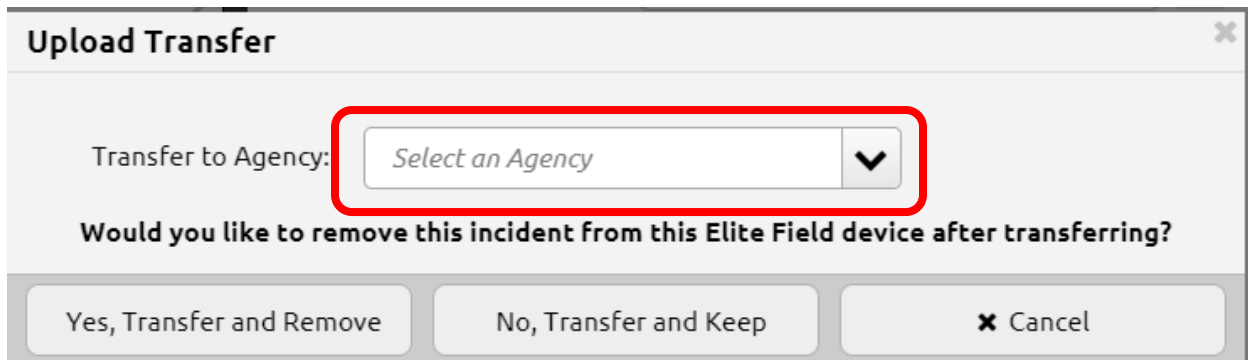 Upload Transfer
Transfer to Agency: Select an Agency
Would you like to remove this incident from this Elite Field device after transferring?
Yes, Transfer and Remove No, Transfer and Keep Cancel